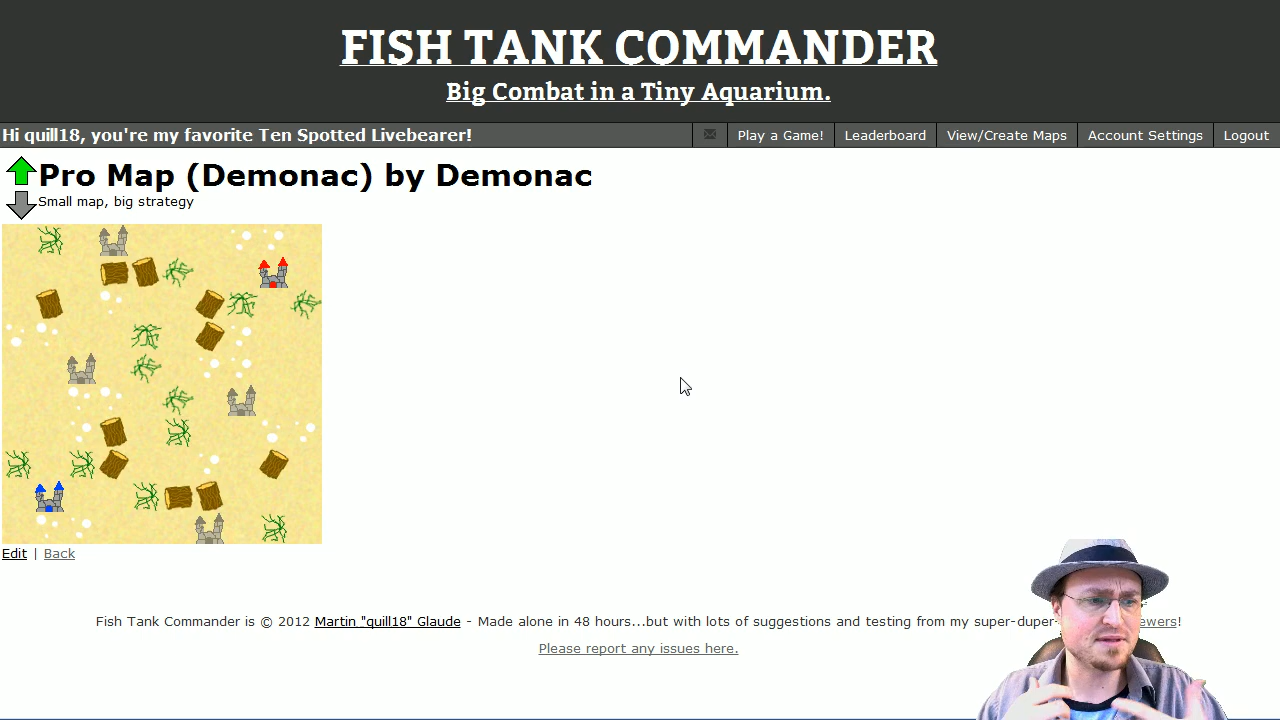 FISH TANK COMMANDER
Big Combat in a Tiny Aquarium.
Hi quill18, you're my favorite Ten Spotted Livebearer!
Play a Game!
Leaderboard
View/Create Maps
Account Settings
Logout
Pro Map (Demonac) by Demonac
Small map, big strategy
Edit | Back
Fish Tank Commander is © 2012 Martin "quill18" Glaude - Made alone in 48 hours...but with lots of suggestions and testing from my super-duper- ewers!
Please report any issues here.